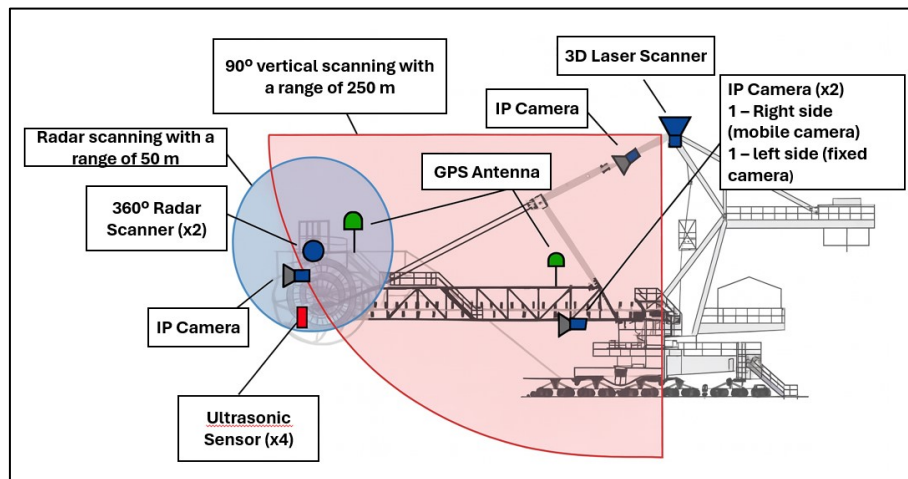 90º vertical scanning with
a range of 250 m
3D Laser Scanner
IP Camera (x2)
1 – Right side
(mobile camera)
1 – left side (fixed
camera)
IP Camera
Radar scanning with a
range of 50 m
GPS Antenna
360º Radar
Scanner (x2)
IP Camera
Ultrasonic
Sensor (x4)